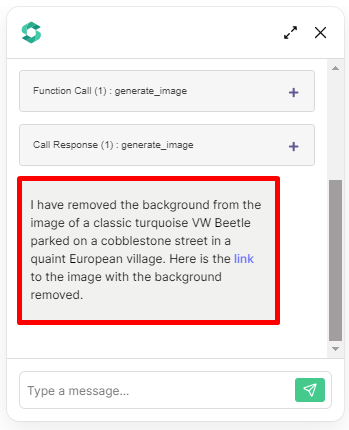 Function Call (1) : generate_image
Call Response (1) : generate_image
I have removed the background from the
image of a classic turquoise VW Beetle
parked on a cobblestone street in a
quaint European village. Here is the link
to the image with the background
removed.
Type a message...